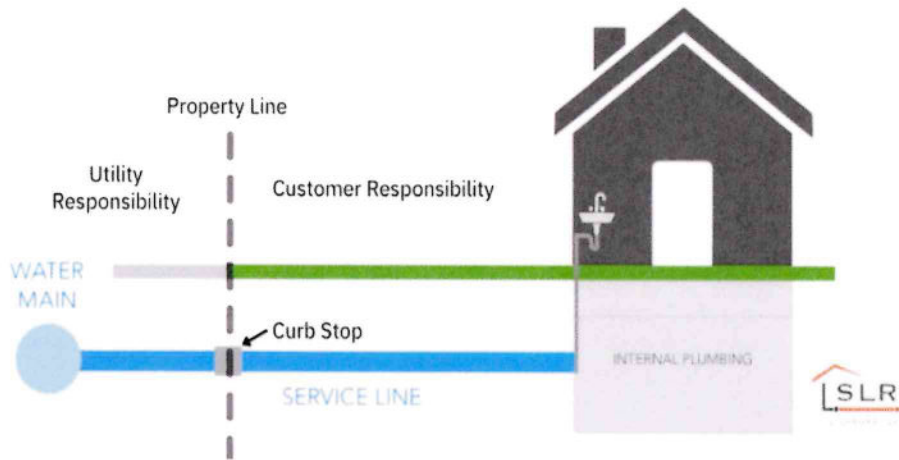 Property Line
Utility
Responsibility
Customer Responsibility
WATER
MAIN
Curb Stop
INTERNAL PLUMBING
SERVICE LINE
SLR